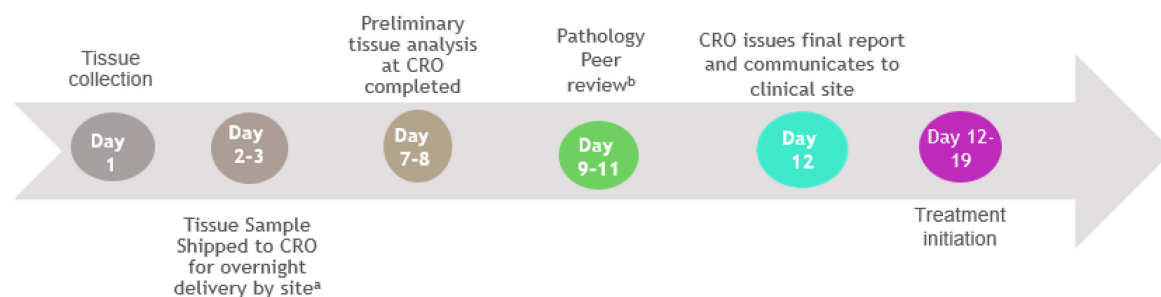 Tissue
collection
Preliminary
tissue analysis
at CRO
completed
Pathology
Peer
reviewᵇ
CRO issues final report
and communicates to
clinical site
Day
1
Day
2-3
Day
7-8
Day
9-11
Day
12
Day 12-
19
Tissue Sample
Shipped to CRO
for overnight
delivery by siteᵃ
Treatment
initiation